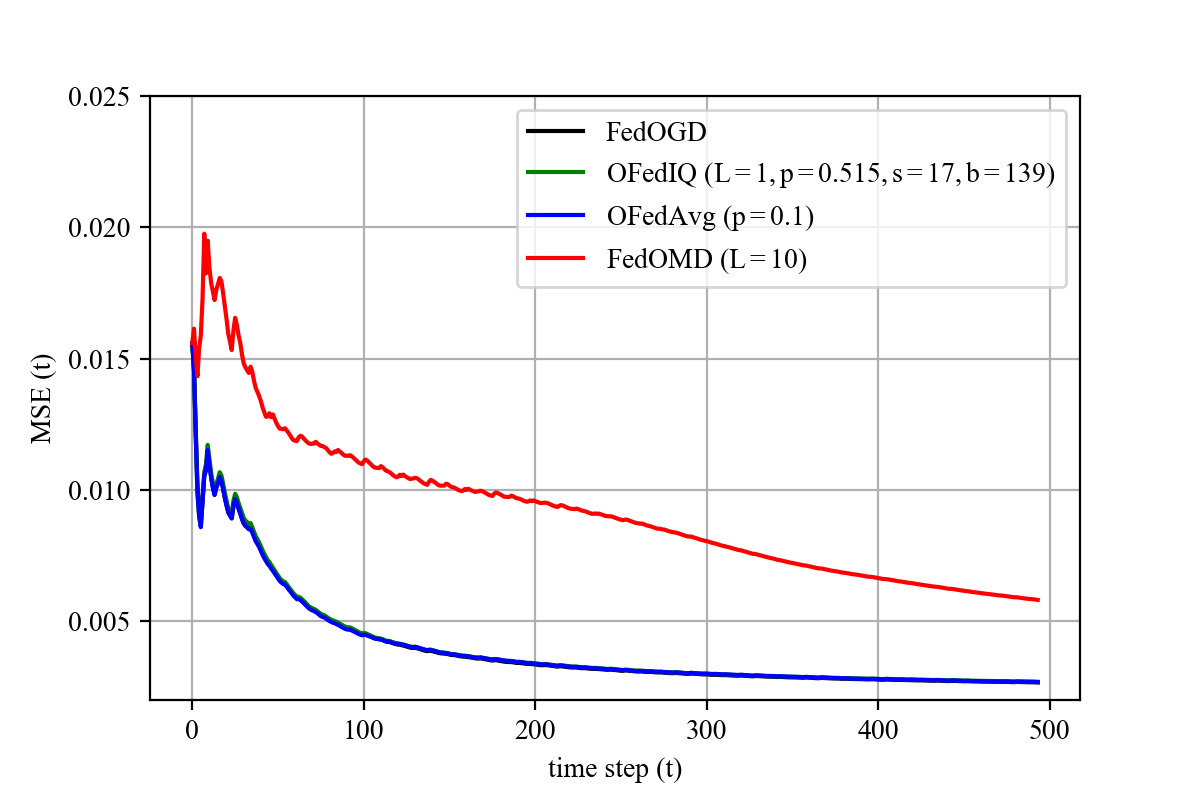 0.025
0.020
0.015
0.010
0.005
MSE (t)
FedOGD
OFedIQ (L = 1, p = 0.515, s = 17, b = 139)
OFedAvg (p = 0.1)
FedOMD (L = 10)
0 100 200 300 400 500
time step (t)